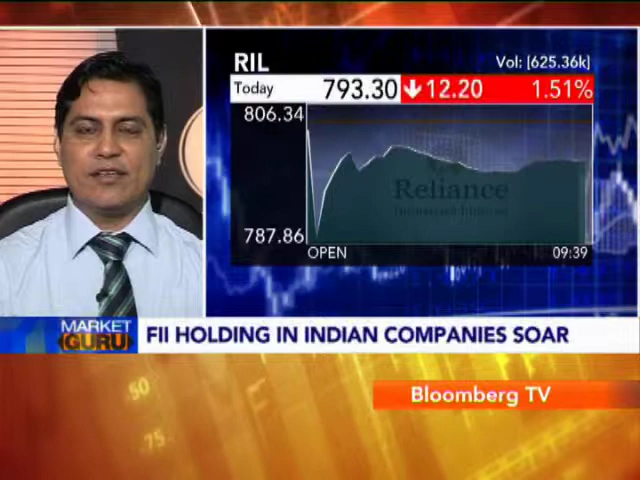 RIL
Vol: [625.36k]
Today
793.30
12.20
1.51%
806.34
Reliance
787.86
OPEN
09:39
MARKET
GURU
FII HOLDING IN INDIAN COMPANIES SOAR
Bloomberg TV
50
75